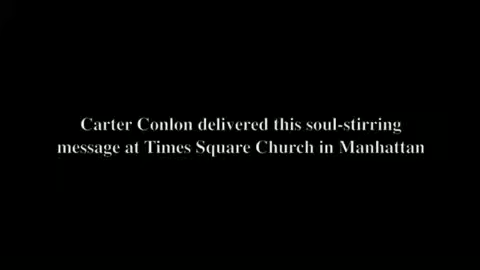 Carter Conlon delivered this soul-stirring
message at Times Square Church in Manhattan